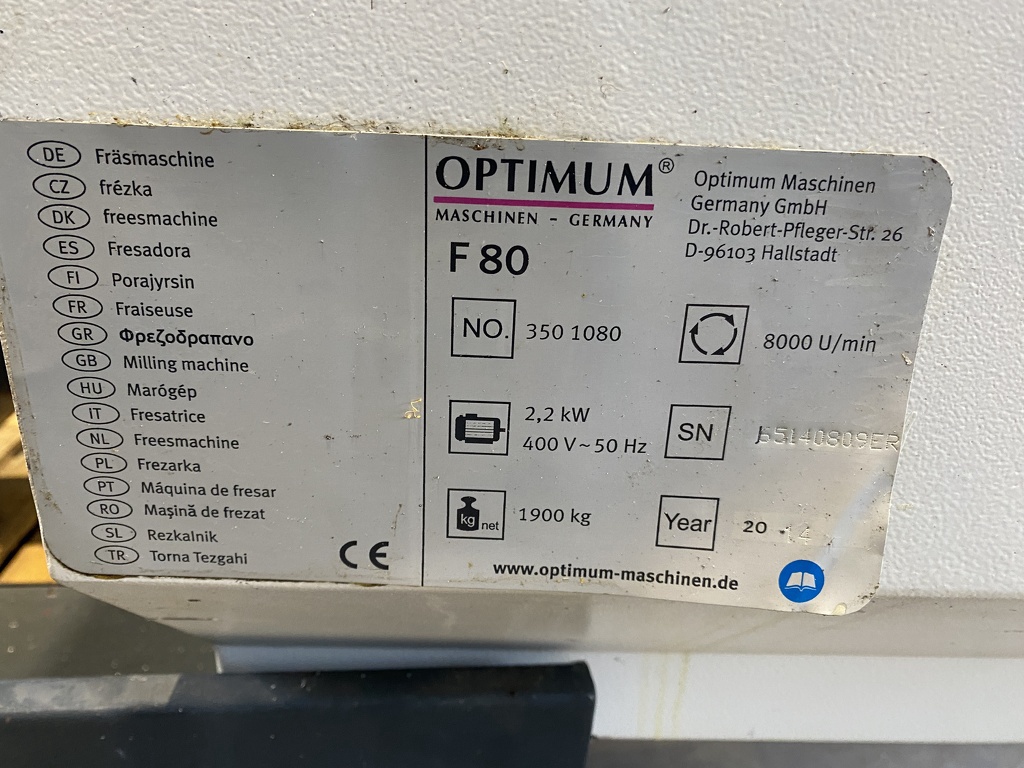 DE Fräsmaschine
CZ frézka
DK freesmachine
ES Fresadora
FI Porajyrsin
FR Fraiseuse
GR Φρεζοδραπανο
GB Milling machine
HU Marógép
IT Fresatrice
NL Freesmachine
PL Frezarka
PT Máquina de fresar
RO Maşină de frezat
SL Rezkalnik
TR Torna Tezgahi
CE
OPTIMUM®
MASCHINEN - GERMANY
Optimum Maschinen
Germany GmbH
Dr.-Robert-Pfleger-Str. 26
D-96103 Hallstadt
F 80
NO. 350 1080
8000 U/min
2,2 kW
400 V ~ 50 Hz
SN
kg net 1900 kg
Year 20 14
www.optimum-maschinen.de